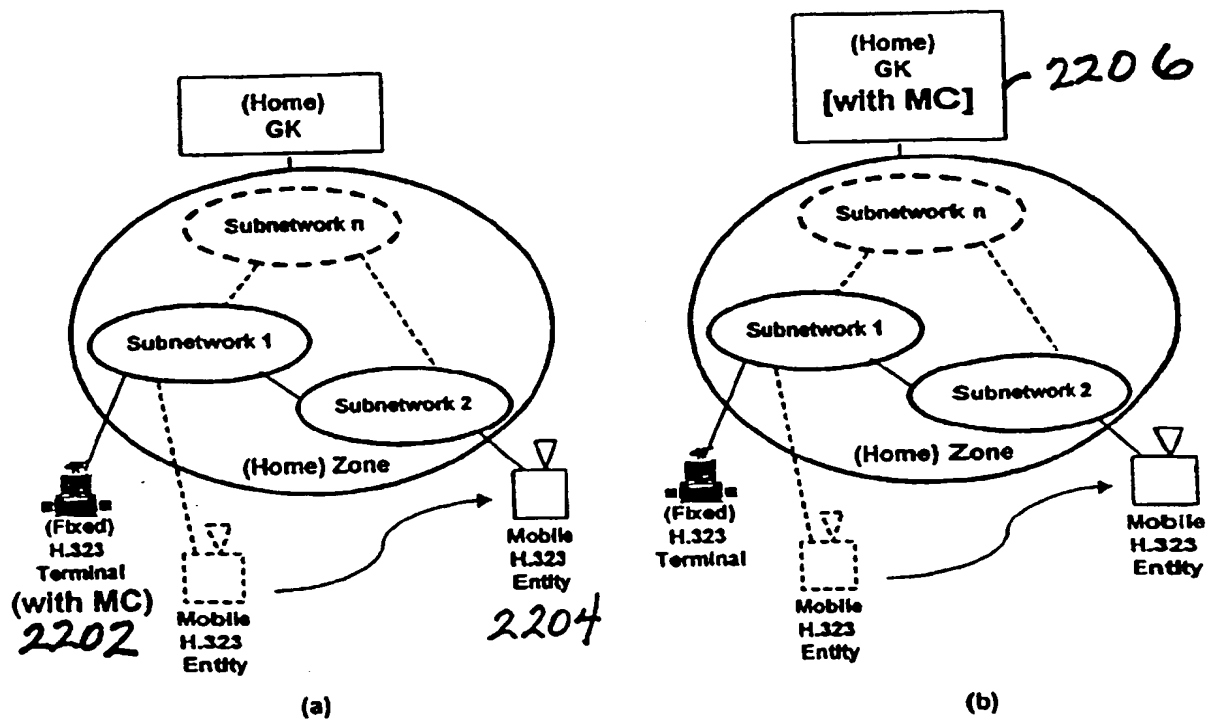 (Home)
GK
Subnetwork n
Subnetwork 1
Subnetwork 2
(Home) Zone
(Fixed)
H.323
Terminal
(with MC)
2202
Mobile
H.323
Entity
Mobile
H.323
Entity
2204
(a)
(Home)
GK
[with MC]
2206
Subnetwork n
Subnetwork 1
Subnetwork 2
(Home) Zone
(Fixed)
H.323
Terminal
Mobile
H.323
Entity
Mobile
H.323
Entity
(b)